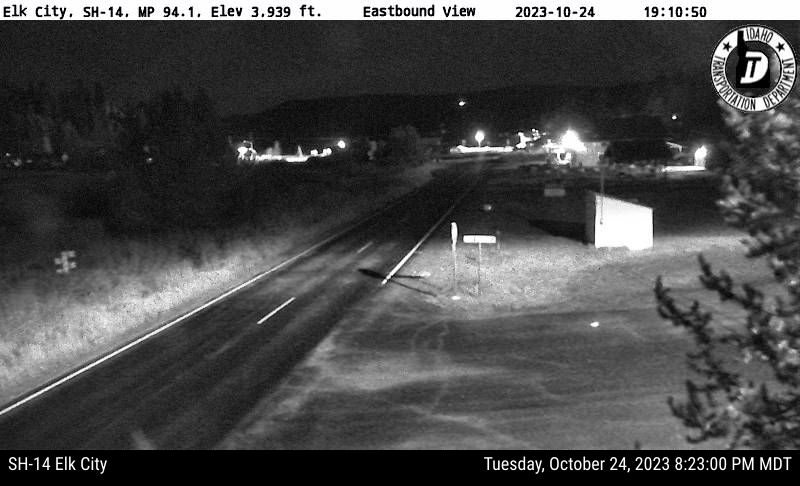 Elk City, SH-14, MP 94.1, Elev 3,939 ft. Eastbound View 2023-10-24 19:10:50
IDAHO
TRANSPORTATION DEPARTMENT
SH-14 Elk City Tuesday, October 24, 2023 8:23:00 PM MDT